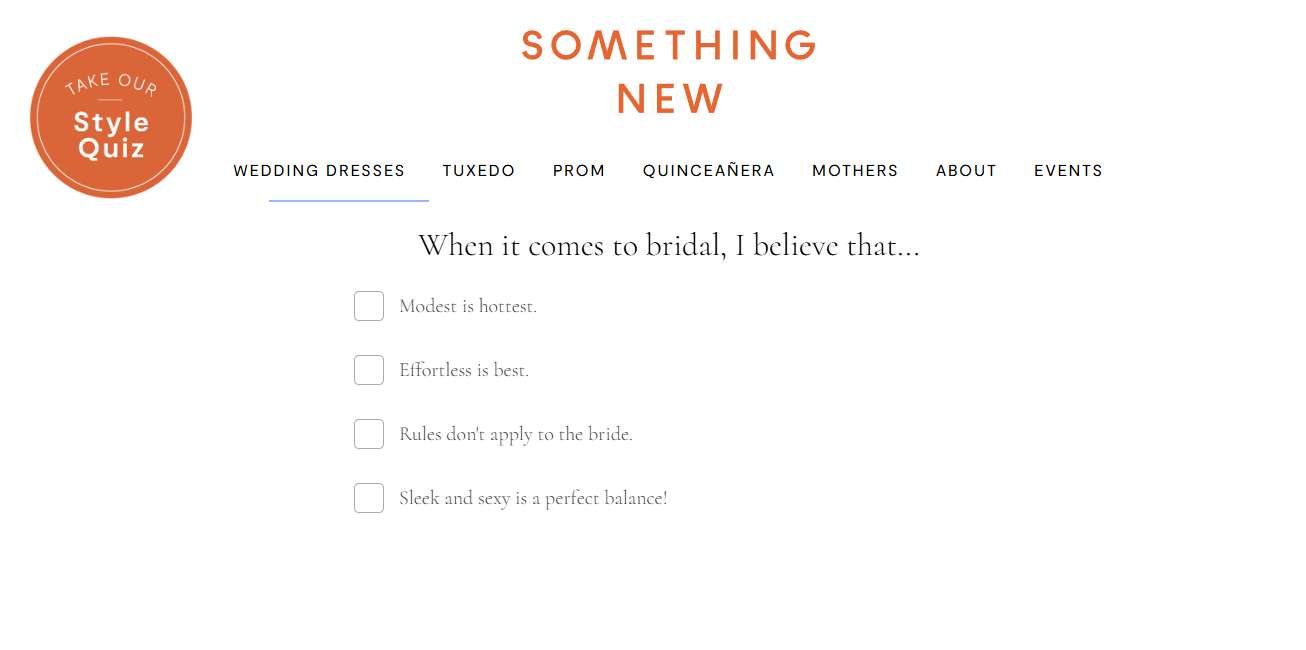 SOMETHING
NEW
TAKE OUR
Style
Quiz
WEDDING DRESSES TUXEDO PROM QUINCEAÑERA MOTHERS ABOUT EVENTS
When it comes to bridal, I believe that...
Modest is hottest.
Effortless is best.
Rules don't apply to the bride.
Sleek and sexy is a perfect balance!